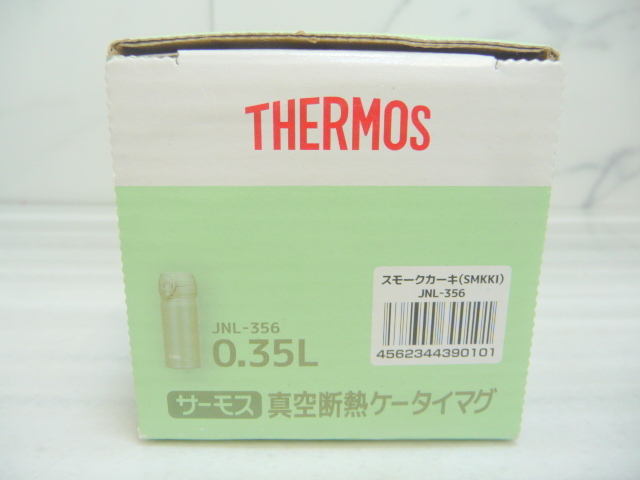 THERMOS
スモークカーキ(SMKKI)
JNL-356
4562344390101
JNL-356
0.35L
サーモス 真空断熱ケータイマグ